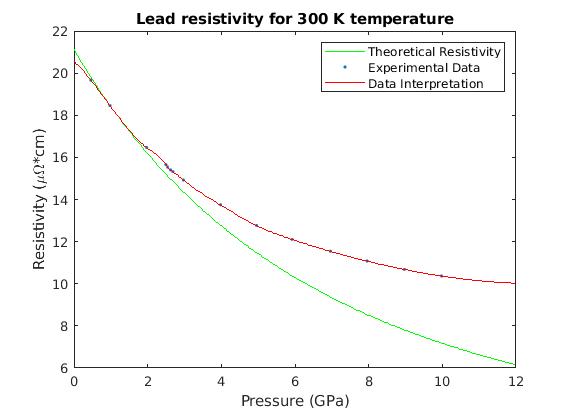 Lead resistivity for 300 K temperature
Theoretical Resistivity
Experimental Data
Data Interpretation
Resistivity (μΩ*cm)
22
20
18
16
14
12
10
8
6
0 2 4 6 8 10 12
Pressure (GPa)